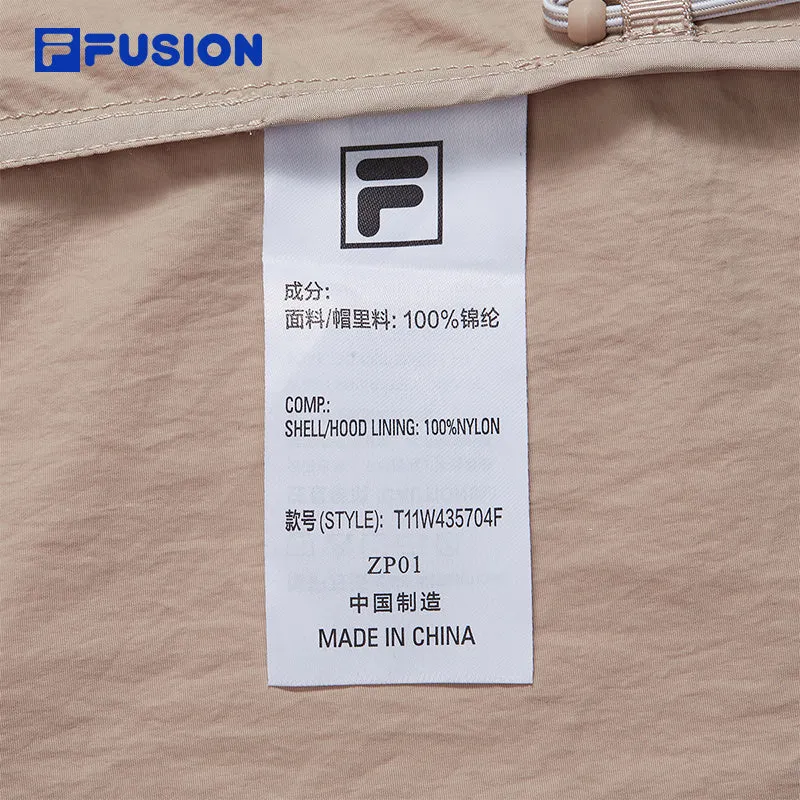 FUSION
F
成分:
面料/帽里料: 100%锦纶
COMP.:
SHELL/HOOD LINING: 100%NYLON
款号(STYLE): T11W435704F
ZP01
中国制造
MADE IN CHINA